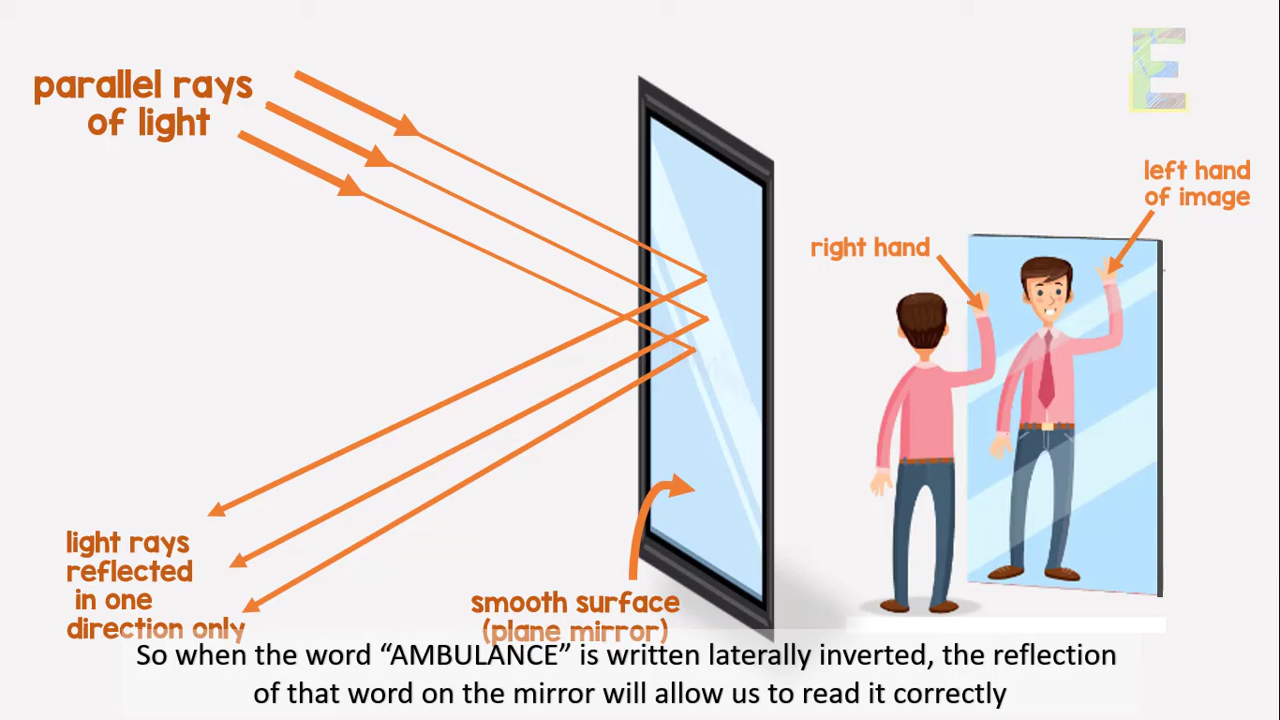 parallel rays
of light
E
left hand
of image
right hand
light rays
reflected
in one
direction only
smooth surface
(plane mirror)
So when the word “AMBULANCE” is written laterally inverted, the reflection
of that word on the mirror will allow us to read it correctly